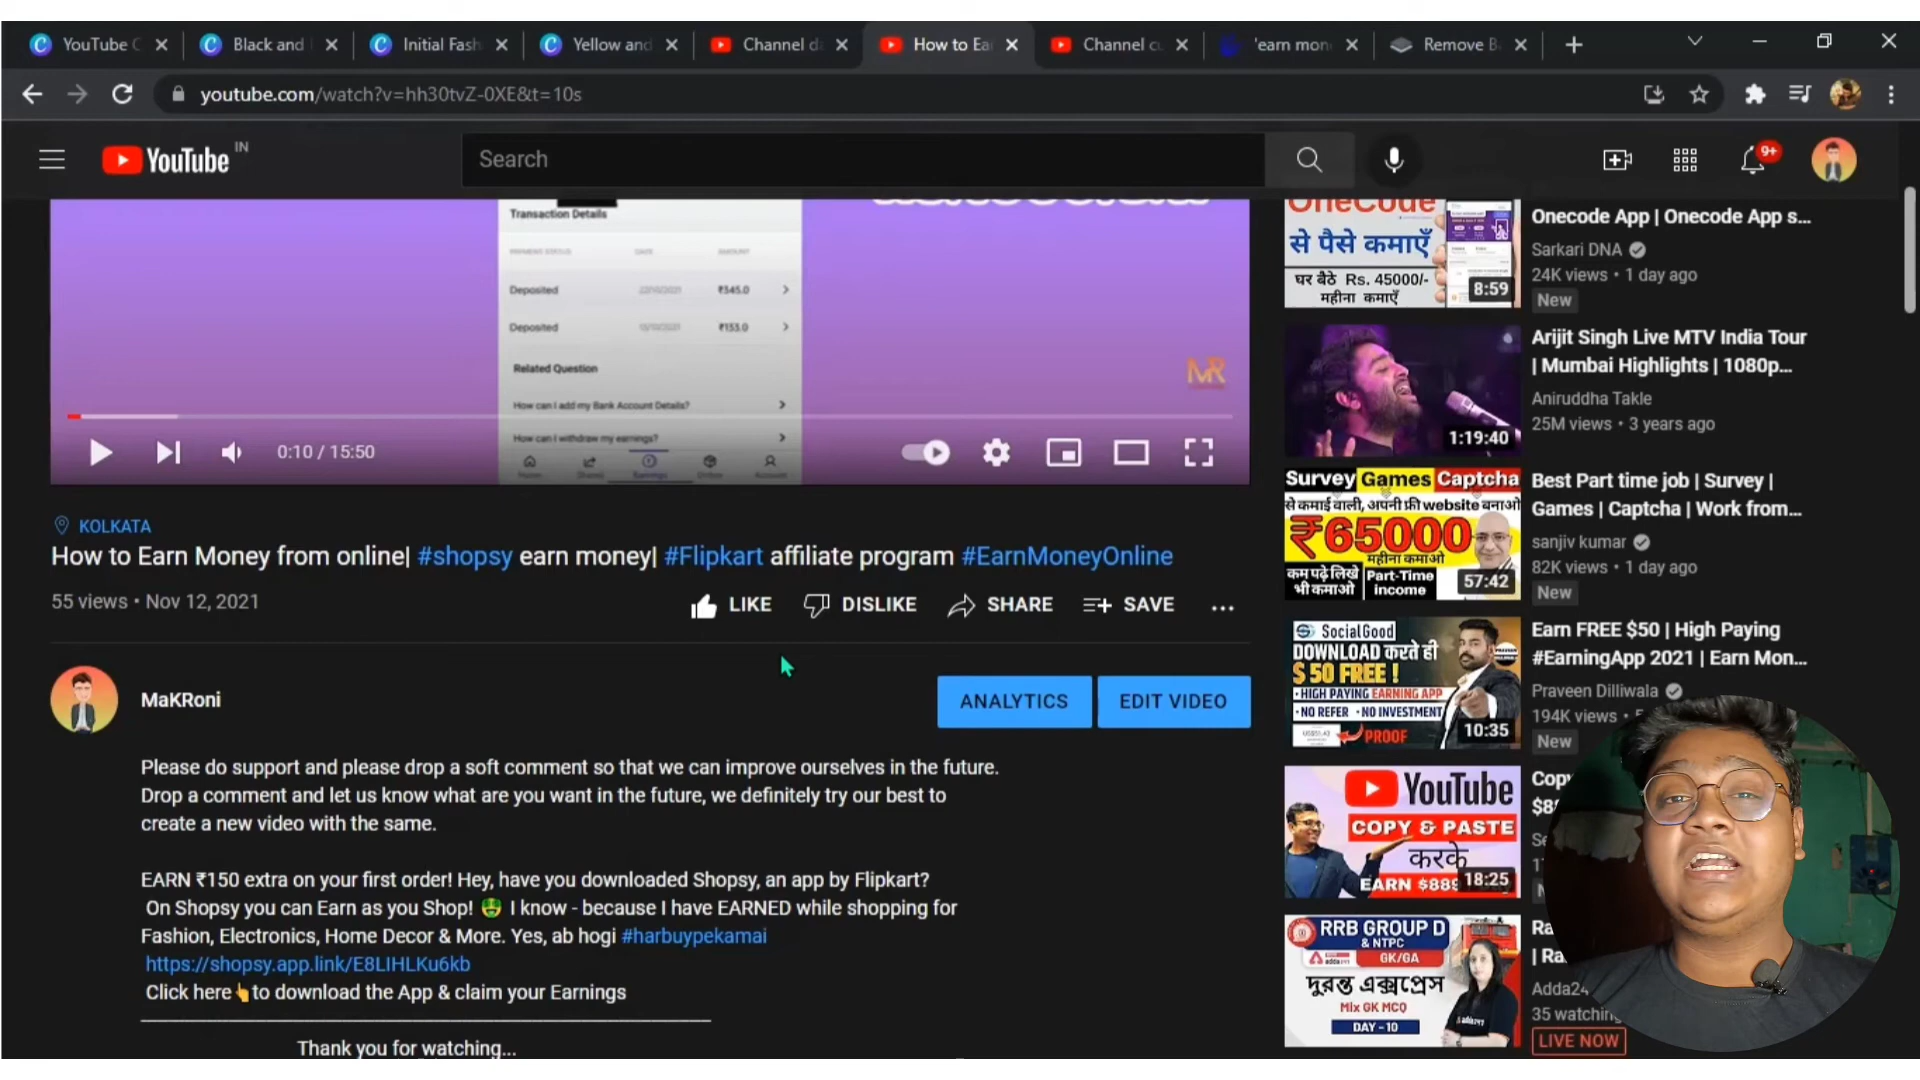 YouTube C
Black and
Initial Fash
Yellow and
Channel d
How to Ea
Channel cu
'earn mon
Remove B
youtube.com/watch?v=hh30tvZ-0XE&t=10s
YouTube IN
Search
9+
Transaction Details
PAYMENT STATUS DATE AMOUNT
Deposited ₹345.0
Deposited ₹153.0
Related Question
How can I add my Bank Account Details?
How can I withdraw my earnings?
Earnings
Account
MR
0:10 / 15:50
KOLKATA
How to Earn Money from online| #shopsy earn money| #Flipkart affiliate program #EarnMoneyOnline
55 views • Nov 12, 2021
LIKE
DISLIKE
SHARE
SAVE
MaKRoni
ANALYTICS
EDIT VIDEO
Please do support and please drop a soft comment so that we can improve ourselves in the future.
Drop a comment and let us know what are you want in the future, we definitely try our best to
create a new video with the same.
EARN ₹150 extra on your first order! Hey, have you downloaded Shopsy, an app by Flipkart?
On Shopsy you can Earn as you Shop! 🤑 I know - because I have EARNED while shopping for
Fashion, Electronics, Home Decor & More. Yes, ab hogi #harbuypekamai
https://shopsy.app.link/E8LIHLKu6kb
Click here👆to download the App & claim your Earnings
Thank you for watching...
OneCode
से पैसे कमाएँ
घर बैठे Rs. 45000/-
महीना कमाएँ
8:59
Onecode App | Onecode App s...
Sarkari DNA
24K views • 1 day ago
New
1:19:40
Arijit Singh Live MTV India Tour
| Mumbai Highlights | 1080p...
Aniruddha Takle
25M views • 3 years ago
Survey Games Captcha
से कमाई वाली, अपनी फ्री website बनाओ
₹65000
महीना कमाओ
कम पढ़े लिखे
भी कमाओ
Part-Time
income
57:42
Best Part time job | Survey |
Games | Captcha | Work from...
sanjiv kumar
82K views • 1 day ago
New
SocialGood
DOWNLOAD करते ही
$ 50 FREE !
• HIGH PAYING EARNING APP
• NO REFER • NO INVESTMENT
PROOF
10:35
Earn FREE $50 | High Paying
#EarningApp 2021 | Earn Mon...
Praveen Dilliwala
194K views • 5
New
YouTube
COPY & PASTE
करके
EARN $889
18:25
Copy
RRB GROUP D
& NTPC
adda247
GK/GA
দুরন্ত এক্সপ্রেস
Mix GK MCQ
DAY - 10
Ra
| Ra
Adda24
35 watching
LIVE NOW